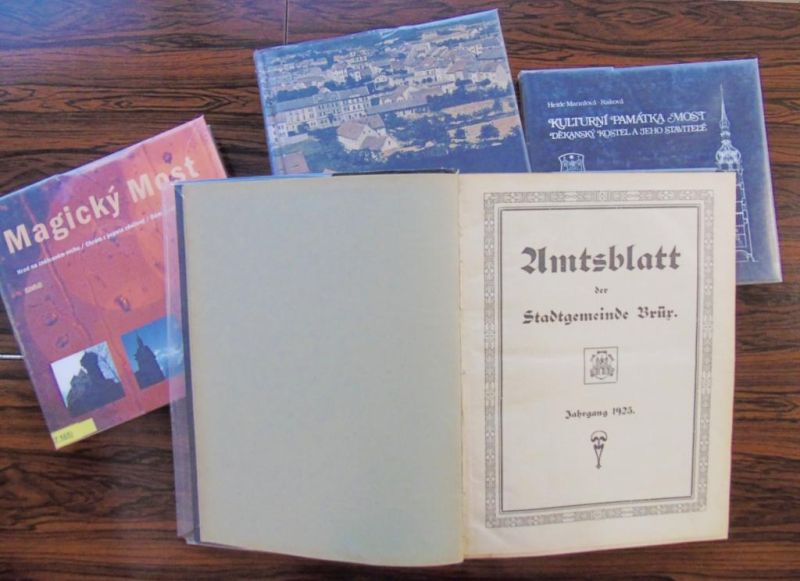 Magický Most
Heide Mannlová-Raková
KULTURNÍ PAMÁTKA MOST
DĚKANSKÝ KOSTEL A JEHO STAVITELÉ
Amtsblatt
der
Stadtgemeinde Brüx.
Jahrgang 1925.